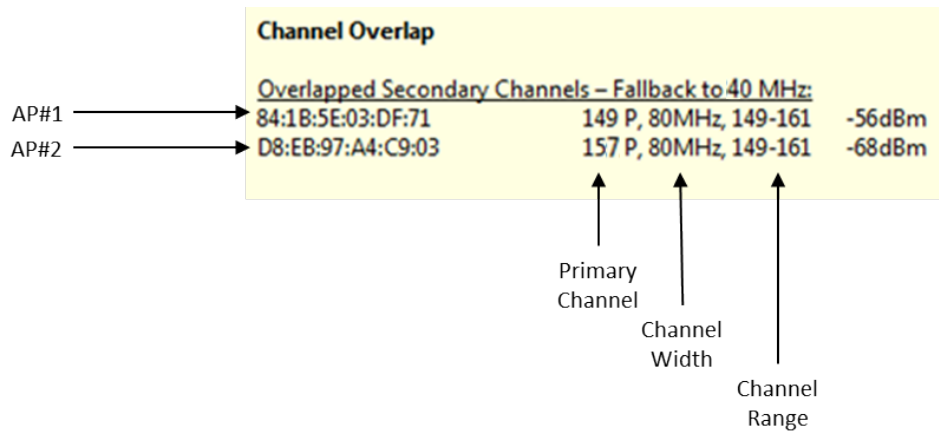 Channel Overlap
Overlapped Secondary Channels – Fallback to 40 MHz:
AP#1 84:1B:5E:03:DF:71 149 P, 80MHz, 149-161 -56dBm
AP#2 D8:EB:97:A4:C9:03 157 P, 80MHz, 149-161 -68dBm
Primary
Channel
Channel
Width
Channel
Range